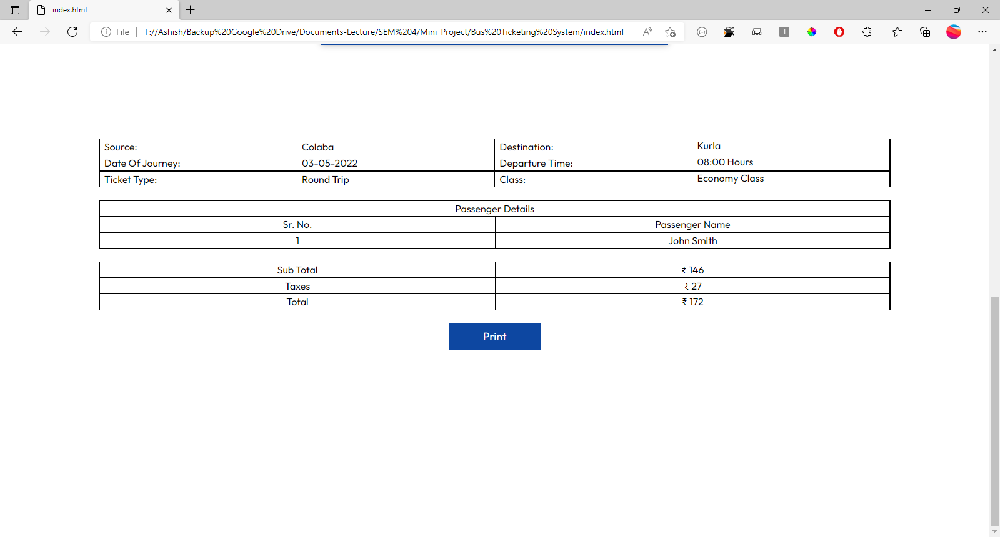 index.html
File F://Ashish/Backup%20Google%20Drive/Documents-Lecture/SEM%204/Mini_Project/Bus%20Ticketing%20System/index.html
Source: Colaba Destination: Kurla
Date Of Journey: 03-05-2022 Departure Time: 08:00 Hours
Ticket Type: Round Trip Class: Economy Class
Passenger Details
Sr. No. Passenger Name
1 John Smith
Sub Total ₹ 146
Taxes ₹ 27
Total ₹ 172
Print